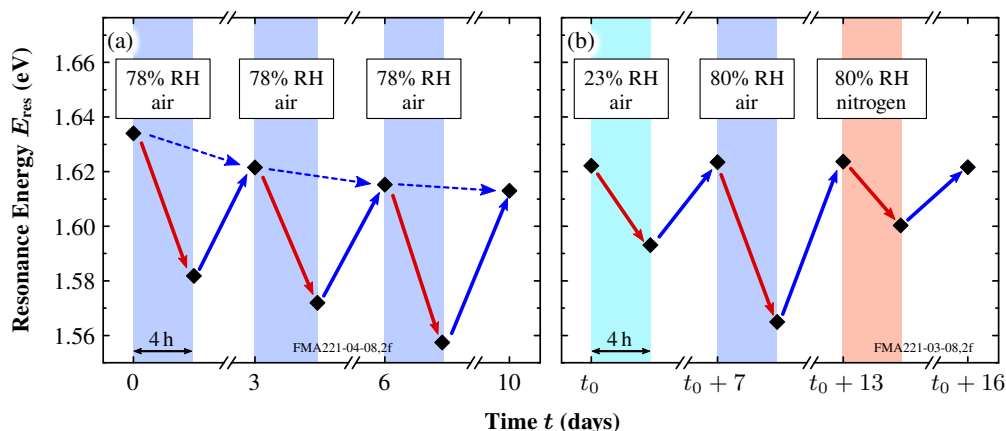 Resonance Energy E_res (eV)
1.66
1.64
1.62
1.60
1.58
1.56
(a)
78% RH
air
78% RH
air
78% RH
air
4 h
FMA221-04-08,2f
0
3
6
10
(b)
23% RH
air
80% RH
air
80% RH
nitrogen
4 h
FMA221-03-08,2f
t₀
t₀ + 7
t₀ + 13
t₀ + 16
Time t (days)